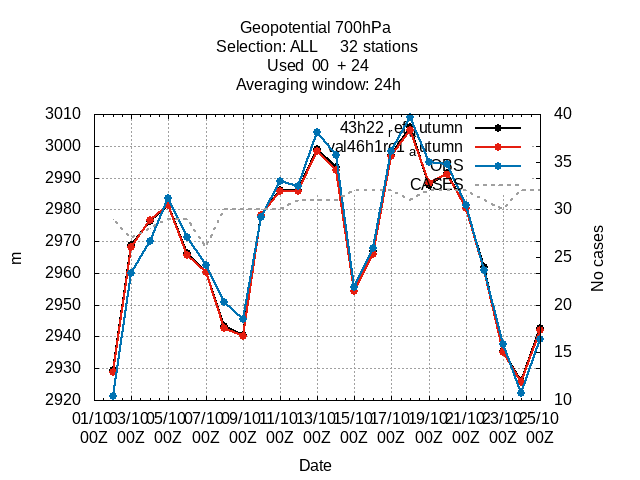 Geopotential 700hPa
Selection: ALL 32 stations
Used 00 + 24
Averaging window: 24h
3010
3000
2990
2980
2970
2960
2950
2940
2930
2920
m
40
35
30
25
20
15
10
No cases
OBS
CASES
01/10 03/10 05/10 07/10 09/10 11/10 13/10 15/10 17/10 19/10 21/10 23/10 25/10
00Z 00Z 00Z 00Z 00Z 00Z 00Z 00Z 00Z 00Z 00Z 00Z 00Z
Date